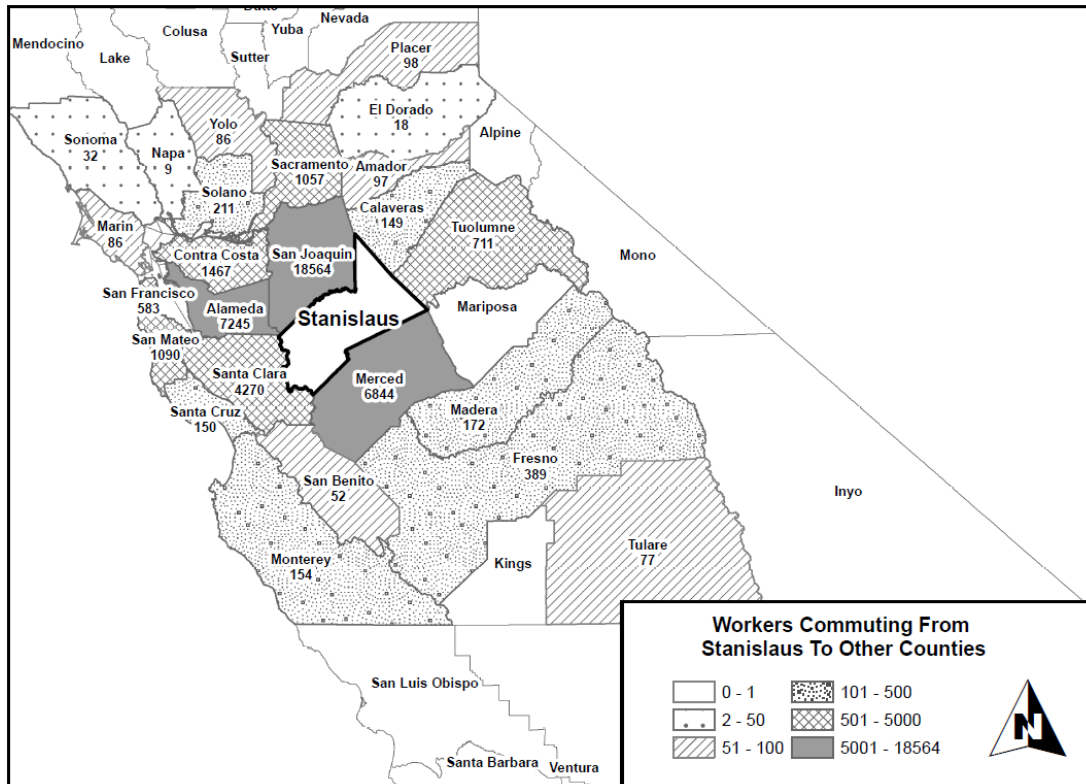 Butte
Nevada
Colusa
Yuba
Mendocino
Placer
98
Lake
Sutter
El Dorado
18
Yolo
86
Alpine
Sonoma
32
Napa
9
Sacramento
1057
Amador
97
Solano
211
Calaveras
149
Marin
86
Tuolumne
711
Contra Costa
1467
San Joaquin
18564
Mono
San Francisco
583
Alameda
7245
Stanislaus
Mariposa
San Mateo
1090
Santa Clara
4270
Merced
6844
Santa Cruz
150
Madera
172
Fresno
389
San Benito
52
Inyo
Monterey
154
Kings
Tulare
77
San Luis Obispo
Santa Barbara
Ventura
Workers Commuting From
Stanislaus To Other Counties
0 - 1
101 - 500
2 - 50
501 - 5000
51 - 100
5001 - 18564
N